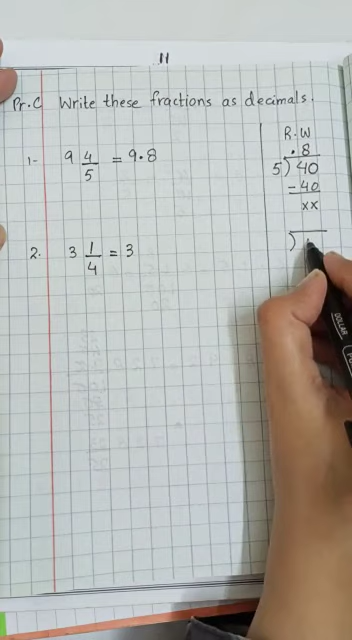 11
Pr.C Write these fractions as decimals.
R.W
1- 9 4/5 = 9.8
.8
5)40
-40
xx
2. 3 1/4 = 3
)
DOLLAR